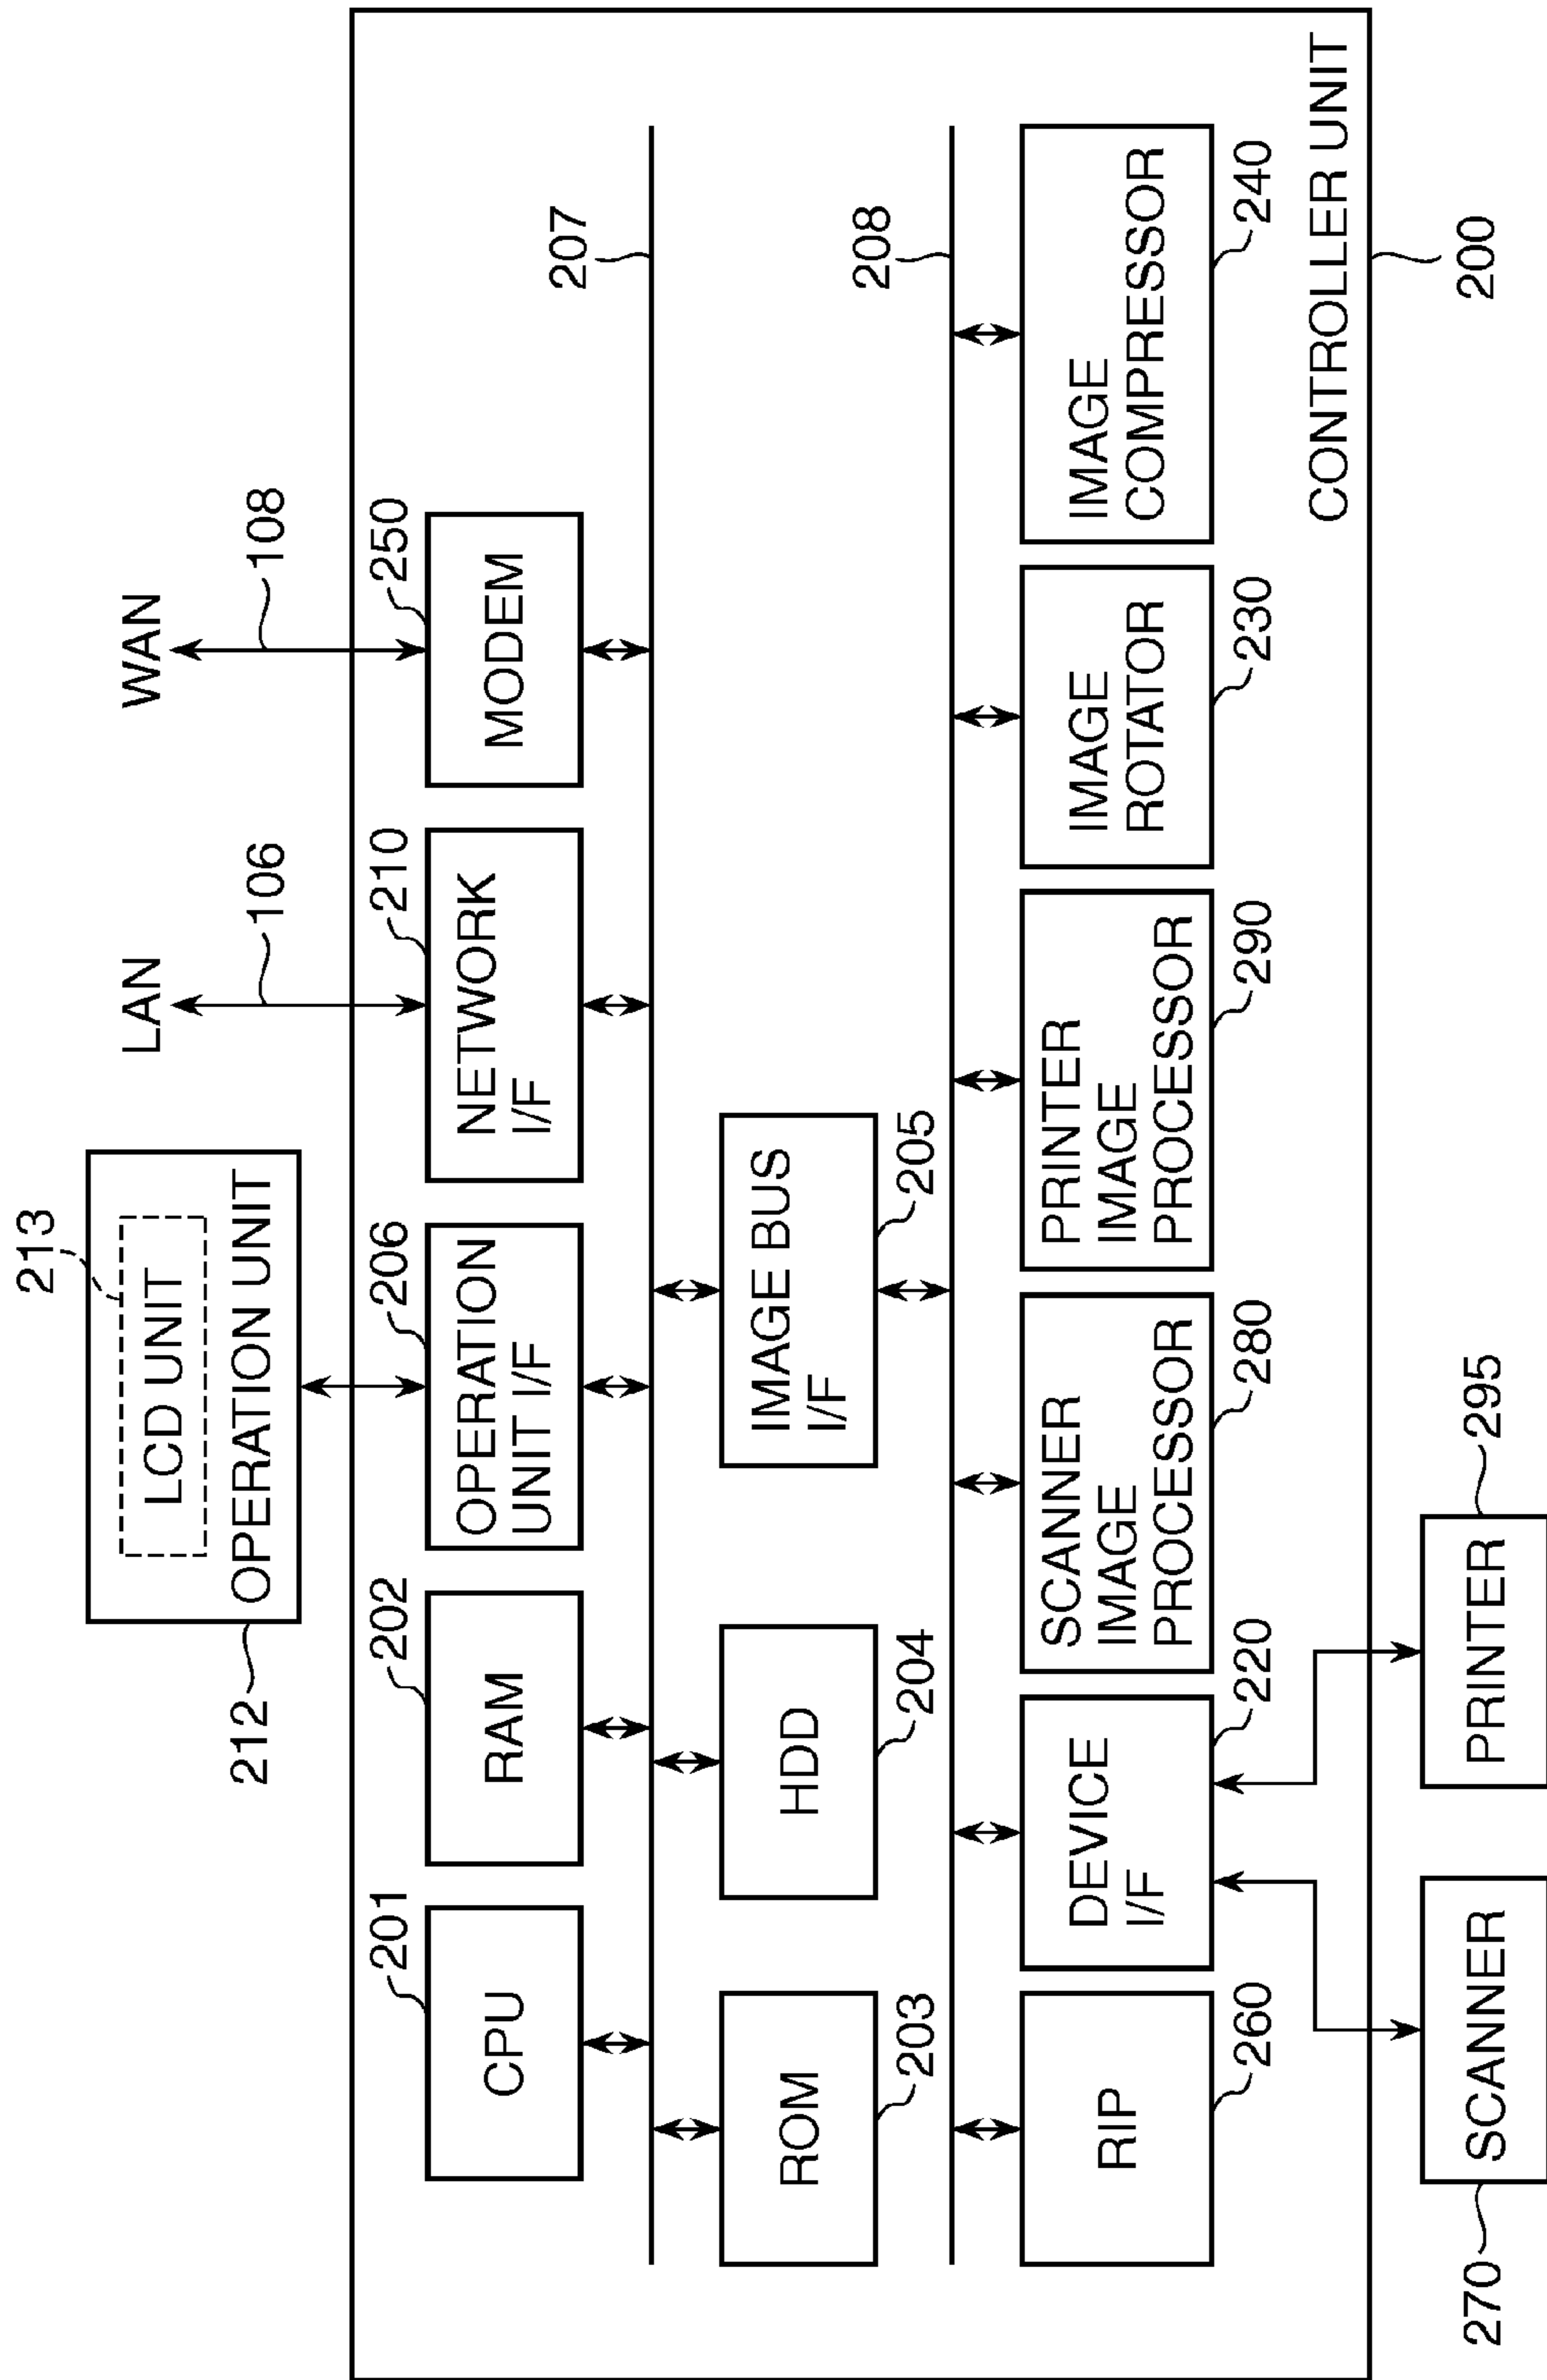 213
LCD UNIT
OPERATION UNIT
212
LAN
106
WAN
108
201
CPU
202
RAM
206
OPERATION
UNIT I/F
210
NETWORK
I/F
250
MODEM
207
ROM
203
HDD
204
IMAGE BUS
I/F
205
208
RIP
260
DEVICE
I/F
220
SCANNER
IMAGE
PROCESSOR
280
PRINTER
IMAGE
PROCESSOR
290
IMAGE
ROTATOR
230
IMAGE
COMPRESSOR
240
CONTROLLER UNIT
200
270
SCANNER
PRINTER
295